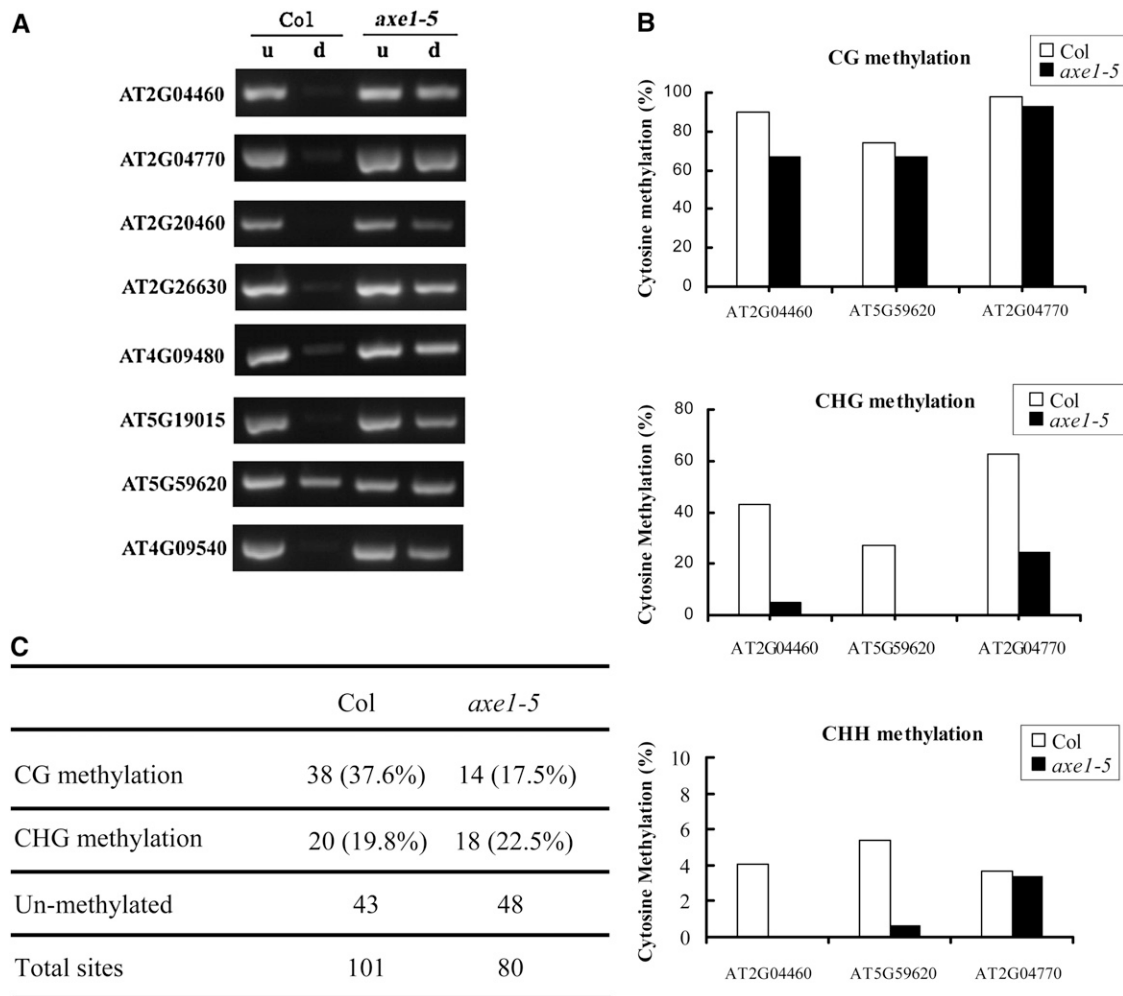 A
Col axe1-5
u d u d
AT2G04460
AT2G04770
AT2G20460
AT2G26630
AT4G09480
AT5G19015
AT5G59620
AT4G09540
B
CG methylation
Col
axe1-5
Cytosine methylation (%)
100
80
60
40
20
0
AT2G04460 AT5G59620 AT2G04770
CHG methylation
Col
axe1-5
Cytosine Methylation (%)
80
60
40
20
0
AT2G04460 AT5G59620 AT2G04770
CHH methylation
Col
axe1-5
Cytosine Methylation (%)
10
8
6
4
2
0
AT2G04460 AT5G59620 AT2G04770
C
Col axe1-5
CG methylation 38 (37.6%) 14 (17.5%)
CHG methylation 20 (19.8%) 18 (22.5%)
Un-methylated 43 48
Total sites 101 80